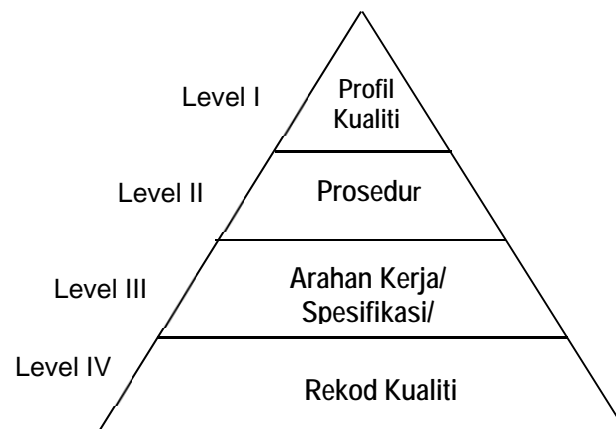 Level I
Profil
Kualiti
Level II
Prosedur
Level III
Arahan Kerja/
Spesifikasi/
Level IV
Rekod Kualiti